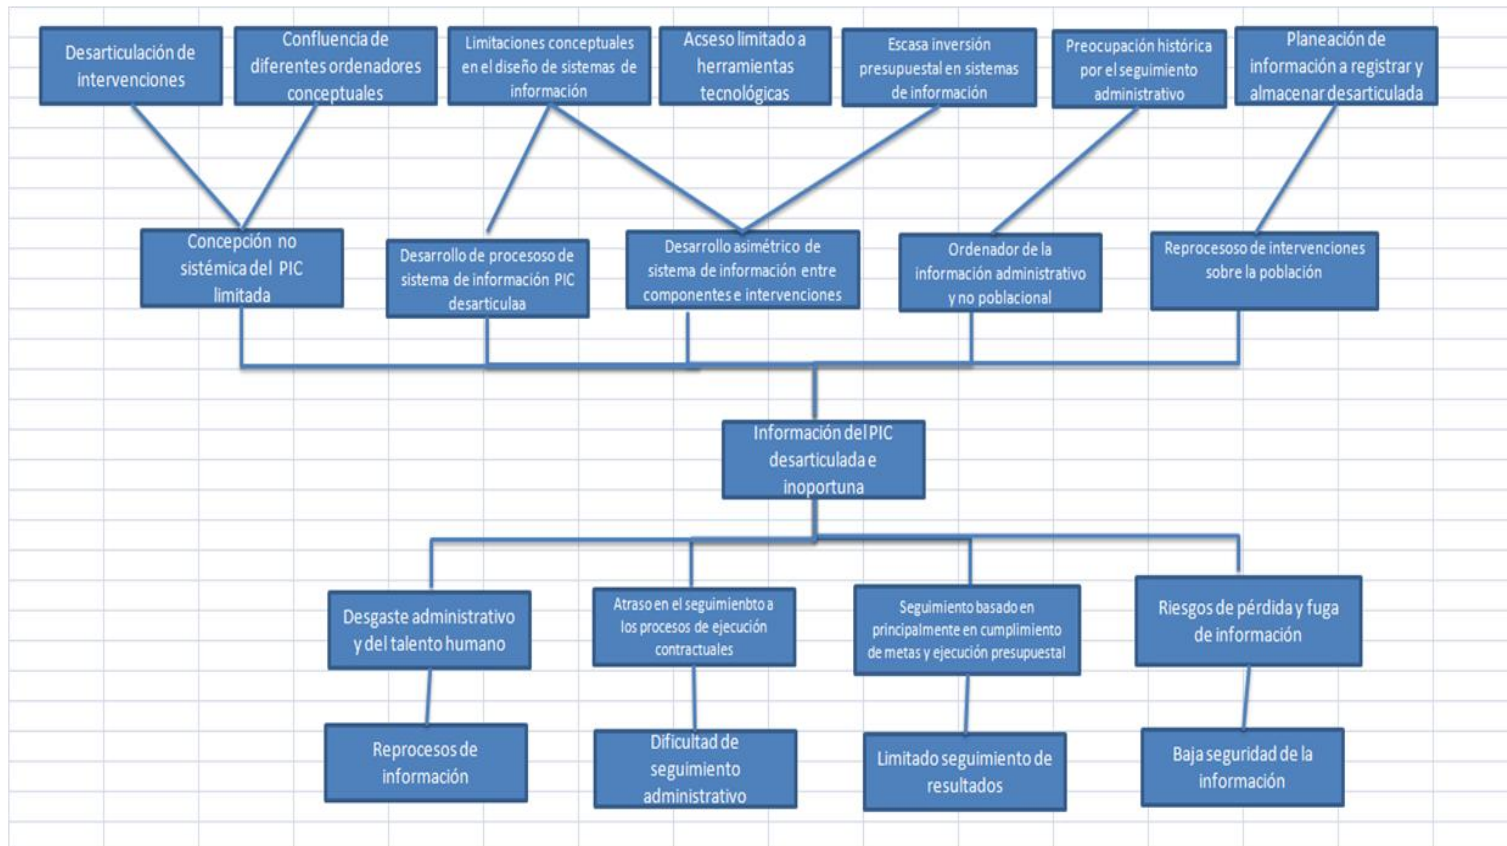 Desarticulación de
intervenciones
Confluencia de
diferentes ordenadores
conceptuales
Limitaciones conceptuales
en el diseño de sistemas de
información
Acseso limitado a
herramientas
tecnológicas
Escasa inversión
presupuestal en sistemas
de información
Preocupación histórica
por el seguimiento
administrativo
Planeación de
información a registrar y
almacenar desarticulada
Concepción no
sistémica del PIC
limitada
Desarrollo de procesoso de
sistema de información PIC
desarticulaa
Desarrollo asimétrico de
sistema de información entre
componentes e intervenciones
Ordenador de la
información administrativo
y no poblacional
Reprocesoso de intervenciones
sobre la población
Información del PIC
desarticulada e
inoportuna
Desgaste administrativo
y del talento humano
Atraso en el seguimienbto a
los procesos de ejecución
contractuales
Seguimiento basado en
principalmente en cumplimiento
de metas y ejecución presupuestal
Riesgos de pérdida y fuga
de información
Reprocesos de
información
Dificultad de
seguimiento
administrativo
Limitado seguimiento de
resultados
Baja seguridad de la
información